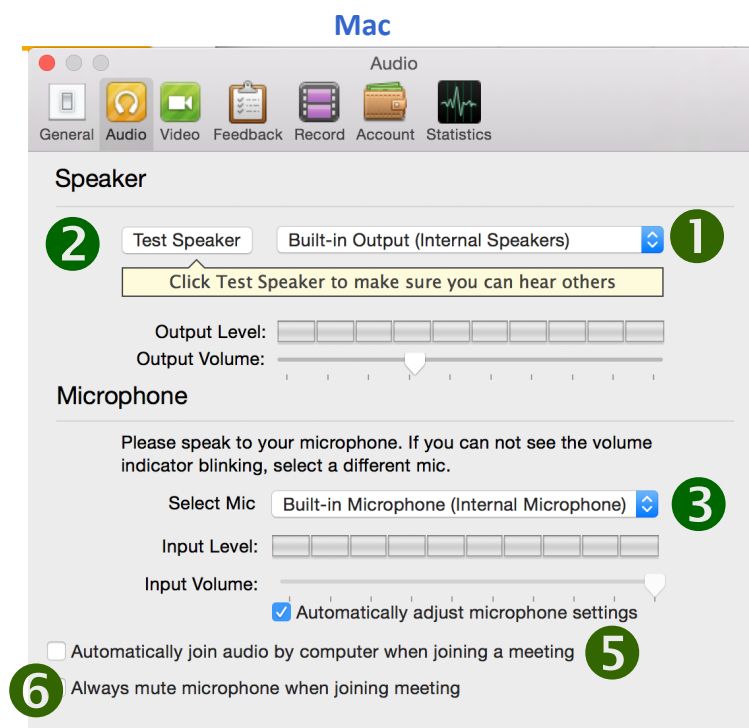 Mac
Audio
General Audio Video Feedback Record Account Statistics
Speaker
2 Test Speaker Built-in Output (Internal Speakers) 1
Click Test Speaker to make sure you can hear others
Output Level:
Output Volume:
Microphone
Please speak to your microphone. If you can not see the volume
indicator blinking, select a different mic.
Select Mic Built-in Microphone (Internal Microphone) 3
Input Level:
Input Volume:
Automatically adjust microphone settings
Automatically join audio by computer when joining a meeting 5
6 Always mute microphone when joining meeting